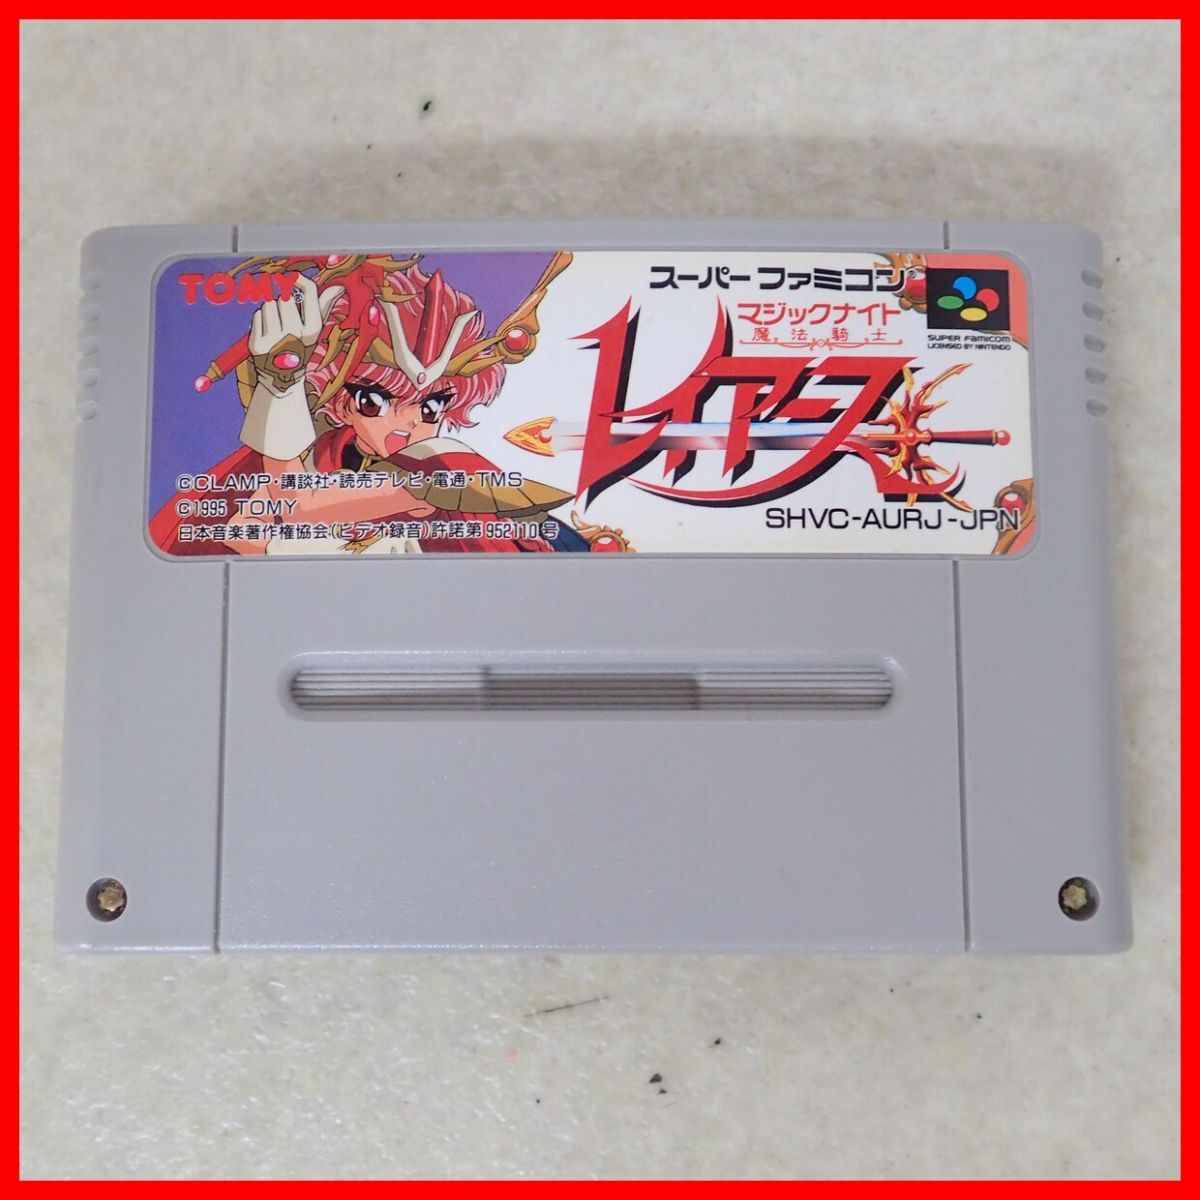 TOMY®
スーパーファミコン®
マジックナイト
魔法騎士
レイアース
SUPER FAMICOM
LICENSED BY NINTENDO
©CLAMP・講談社・読売テレビ・電通・TMS
©1995 TOMY
日本音楽著作権協会(ビデオ録音)許諾第952110号
SHVC-AURJ-JPN